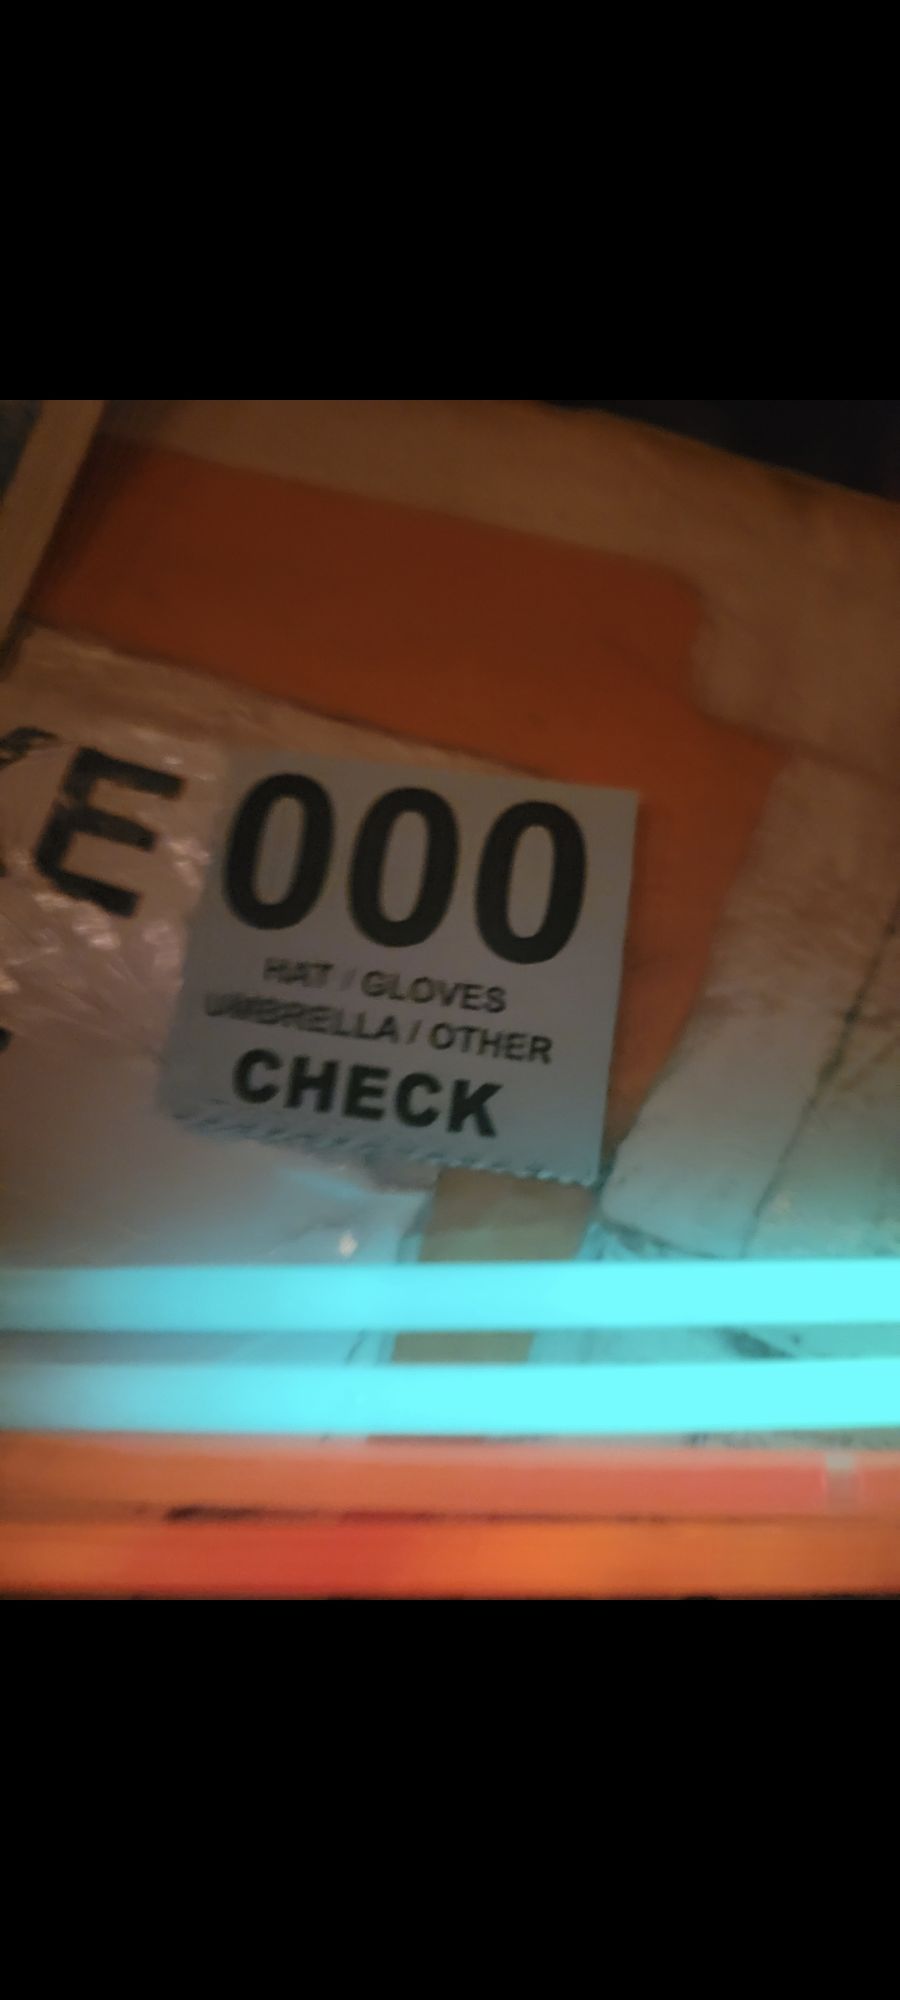 E
000
HAT / GLOVES
UMBRELLA / OTHER
CHECK